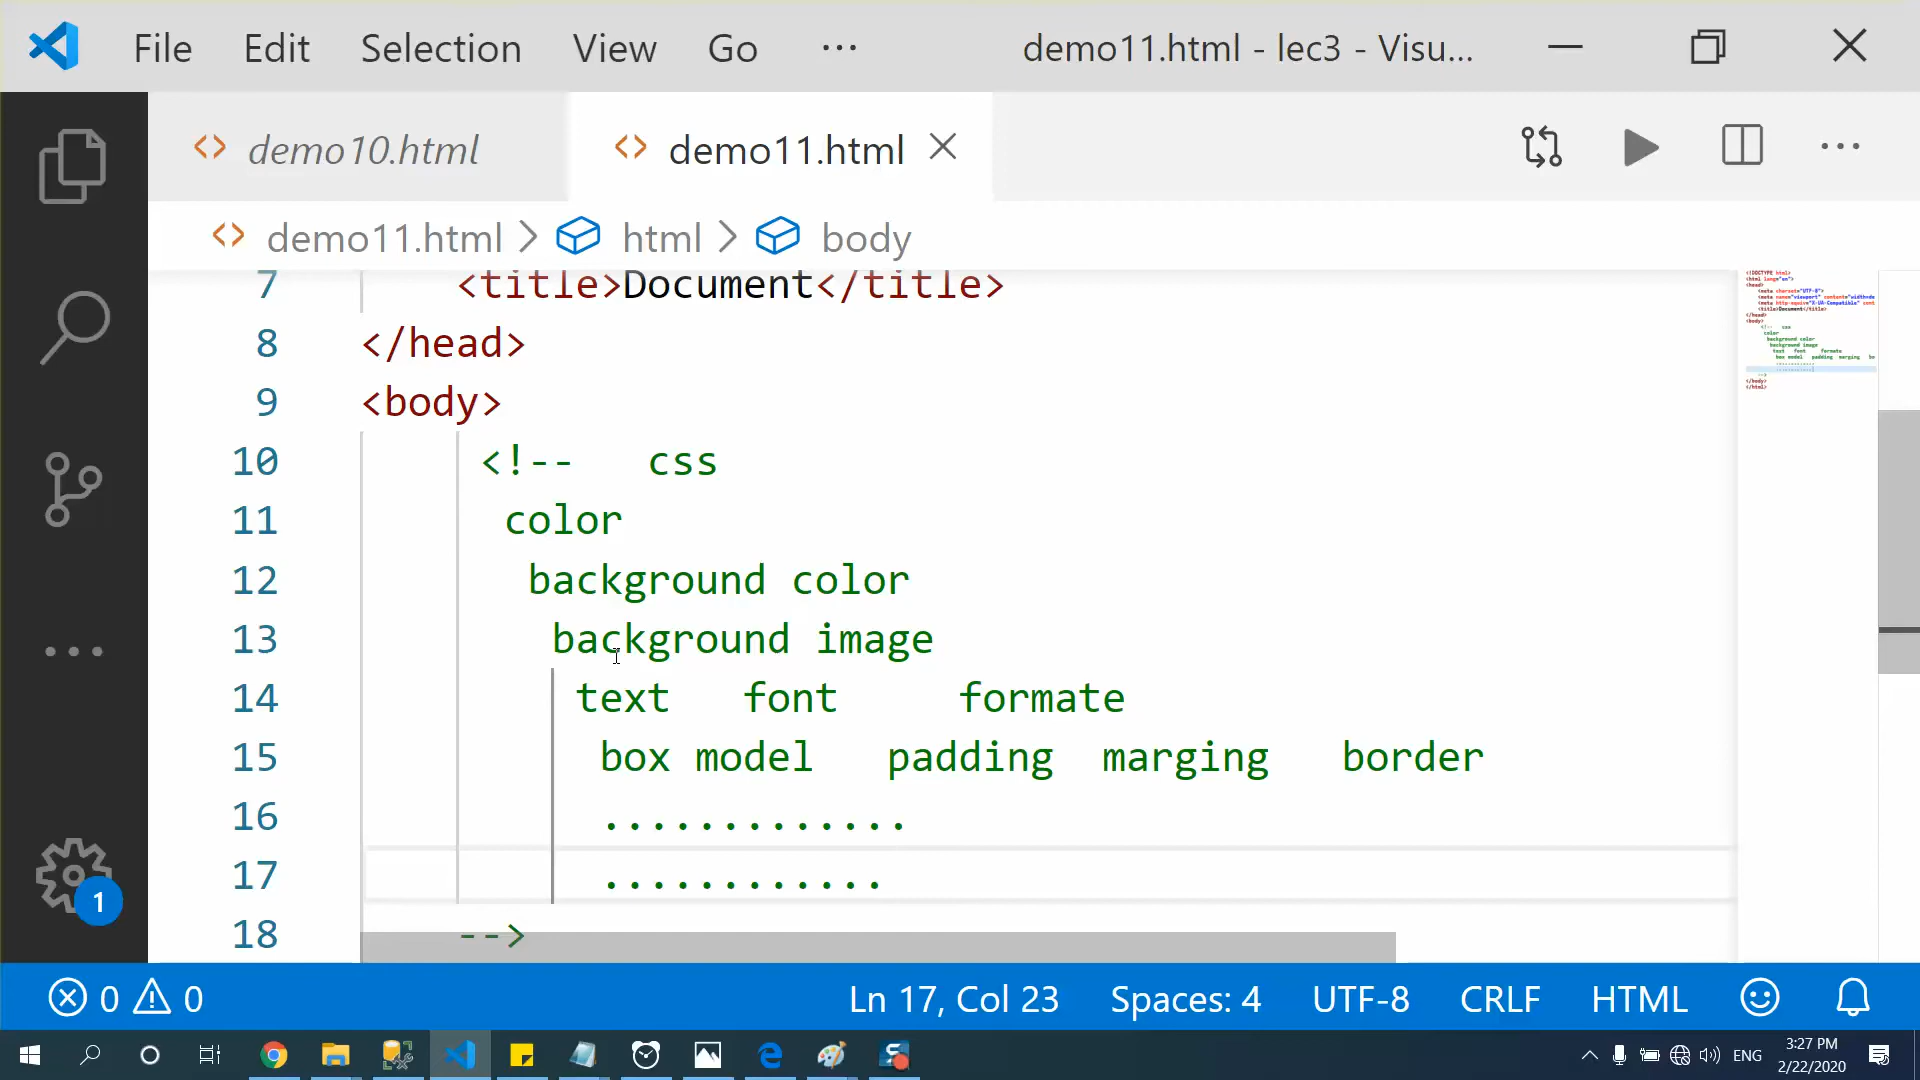 File Edit Selection View Go ··· demo11.html - lec3 - Visu...
demo10.html demo11.html
demo11.html > html > body
7 <title>Document</title>
8 </head>
9 <body>
10 <!-- css
11 color
12 background color
13 background image
14 text font formate
15 box model padding marging border
16 .............
17 ............
18 -->
1
0 0 Ln 17, Col 23 Spaces: 4 UTF-8 CRLF HTML
ENG 3:27 PM
2/22/2020